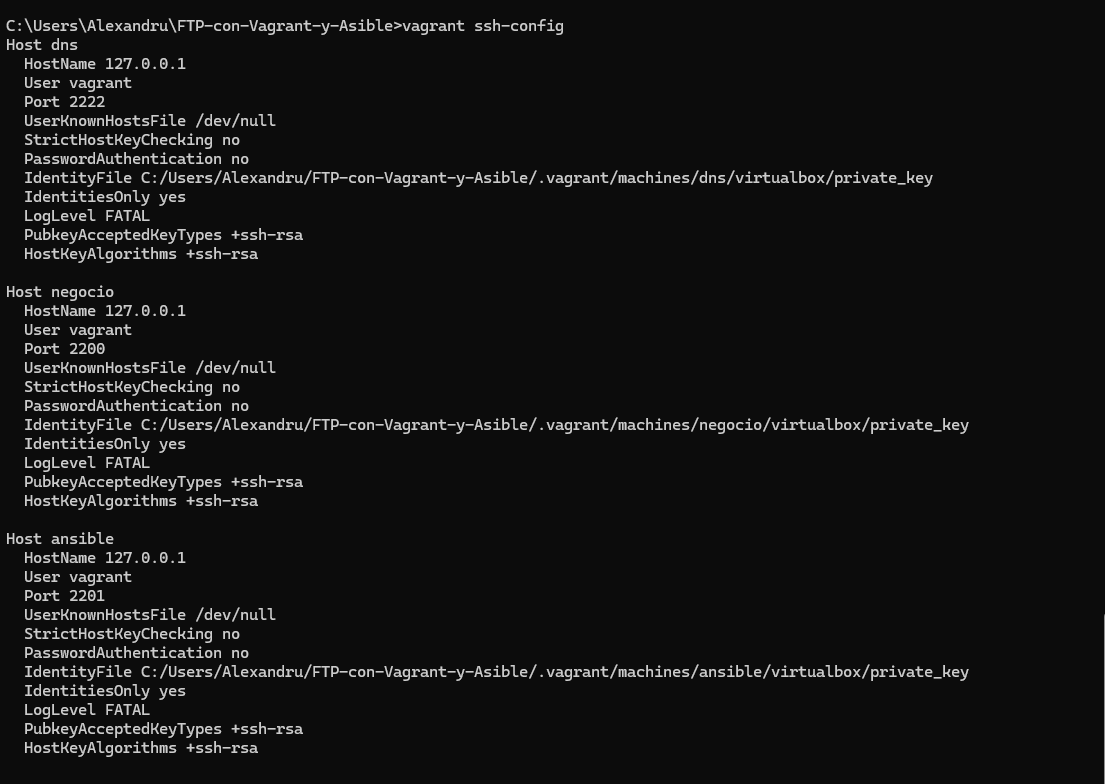 C:\Users\Alexandru\FTP-con-Vagrant-y-Asible>vagrant ssh-config
Host dns
  HostName 127.0.0.1
  User vagrant
  Port 2222
  UserKnownHostsFile /dev/null
  StrictHostKeyChecking no
  PasswordAuthentication no
  IdentityFile C:/Users/Alexandru/FTP-con-Vagrant-y-Asible/.vagrant/machines/dns/virtualbox/private_key
  IdentitiesOnly yes
  LogLevel FATAL
  PubkeyAcceptedKeyTypes +ssh-rsa
  HostKeyAlgorithms +ssh-rsa

Host negocio
  HostName 127.0.0.1
  User vagrant
  Port 2200
  UserKnownHostsFile /dev/null
  StrictHostKeyChecking no
  PasswordAuthentication no
  IdentityFile C:/Users/Alexandru/FTP-con-Vagrant-y-Asible/.vagrant/machines/negocio/virtualbox/private_key
  IdentitiesOnly yes
  LogLevel FATAL
  PubkeyAcceptedKeyTypes +ssh-rsa
  HostKeyAlgorithms +ssh-rsa

Host ansible
  HostName 127.0.0.1
  User vagrant
  Port 2201
  UserKnownHostsFile /dev/null
  StrictHostKeyChecking no
  PasswordAuthentication no
  IdentityFile C:/Users/Alexandru/FTP-con-Vagrant-y-Asible/.vagrant/machines/ansible/virtualbox/private_key
  IdentitiesOnly yes
  LogLevel FATAL
  PubkeyAcceptedKeyTypes +ssh-rsa
  HostKeyAlgorithms +ssh-rsa